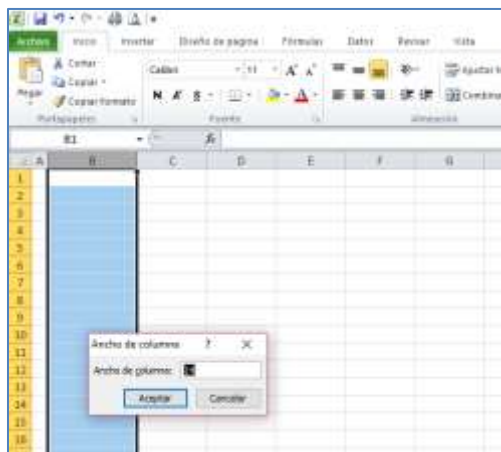 Archivo Inicio Insertar Diseño de página Fórmulas Datos Revisar Vista
Cortar
Copiar
Copiar formato
Pegar
Calibri 11 A A
N K S A
Ajustar
Combina
Portapapeles Fuente Alineación
B1 fx
A B C D E F G
1
2
3
4
5
6
7
8
9
10
11
12
13
14
15
16
Ancho de columna ? ×
Ancho de columna:
Aceptar Cancelar